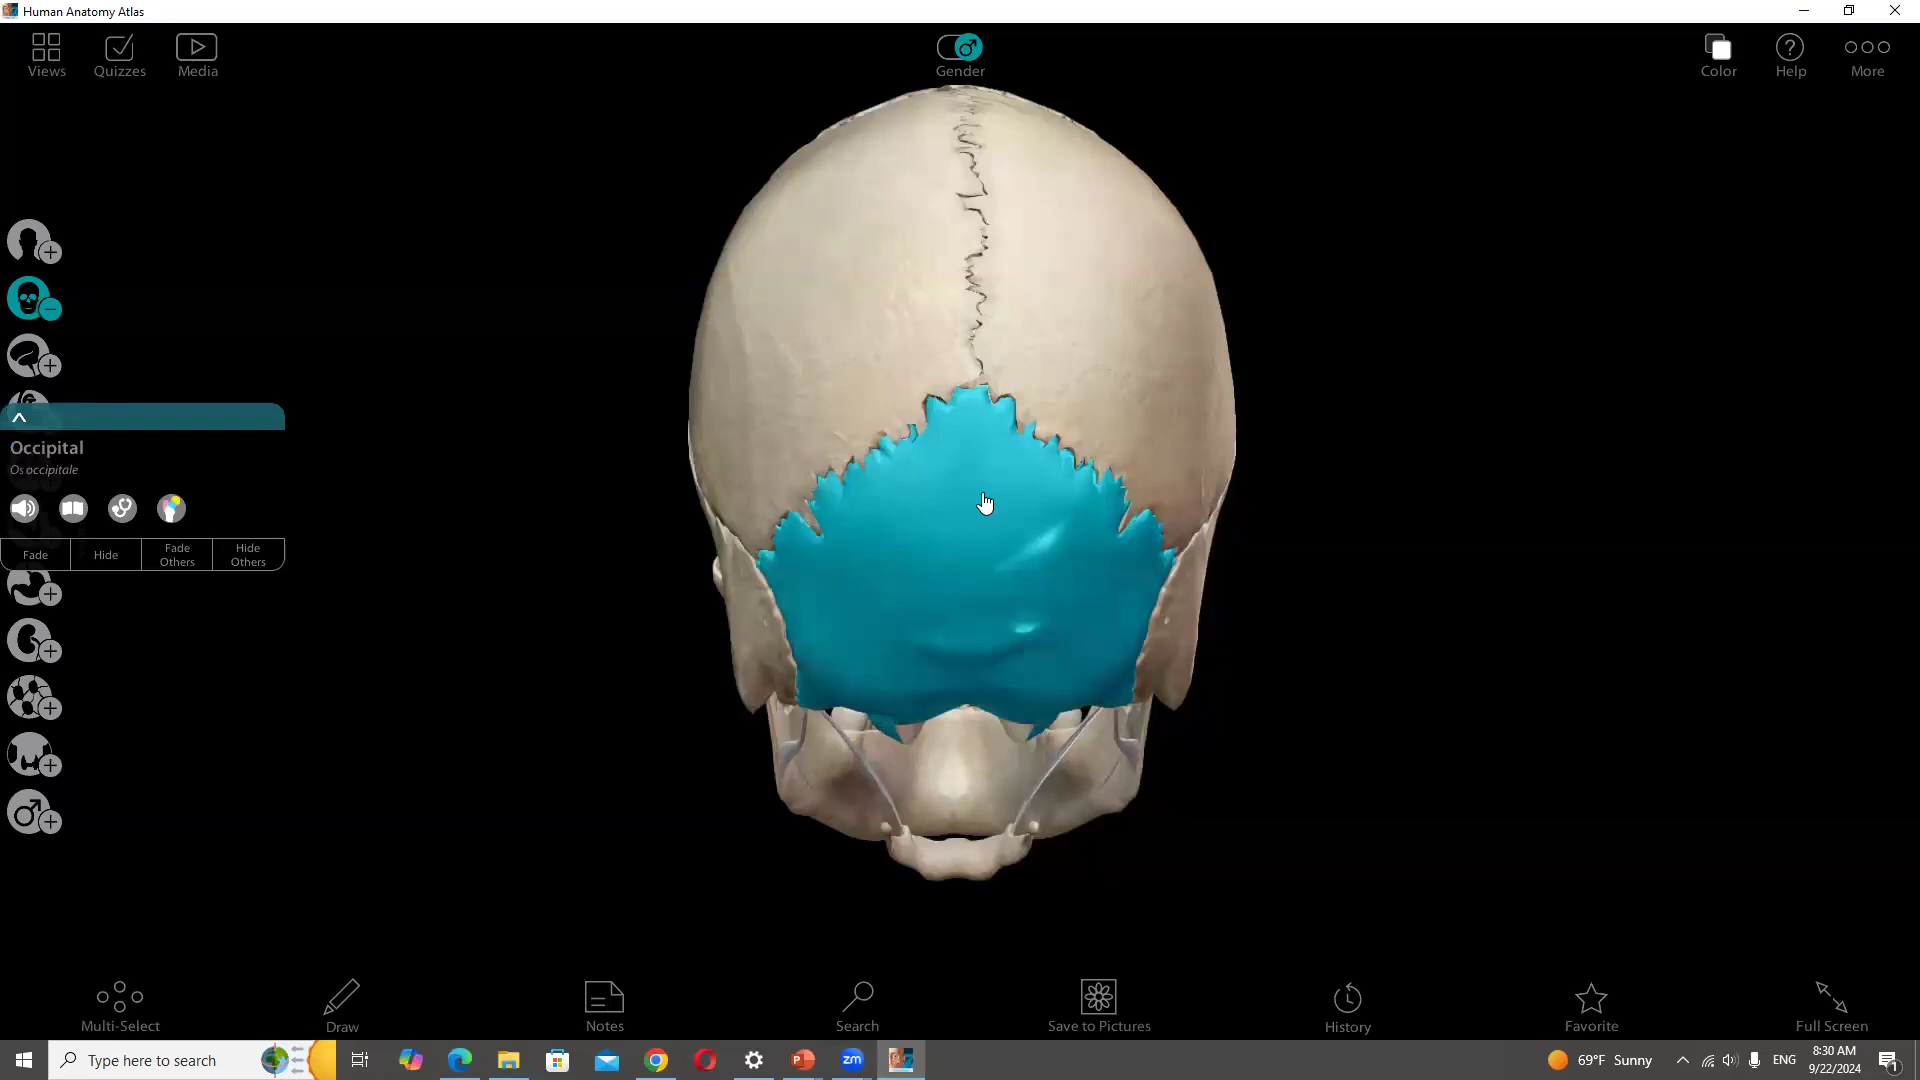 Human Anatomy Atlas
Views
Quizzes
Media
Gender
Color
Help
More
Occipital
Os occipitale
Fade
Hide
Fade
Others
Hide
Others
Multi-Select
Draw
Notes
Search
Save to Pictures
History
Favorite
Full Screen
Type here to search
P
zm
69°F Sunny
ENG
8:30 AM
9/22/2024
1